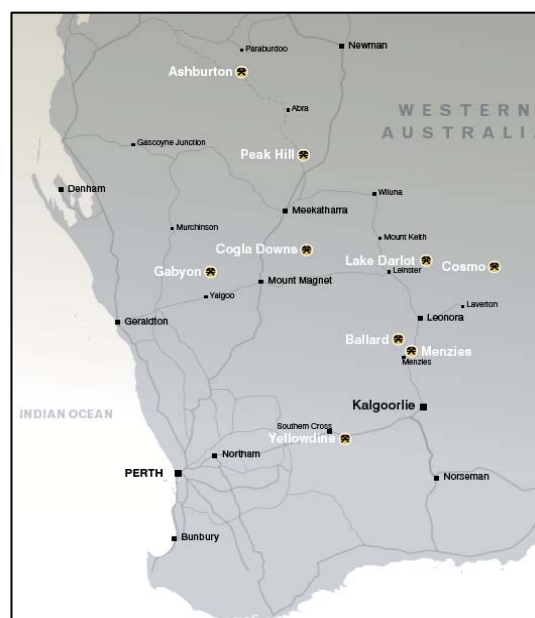 Paraburdoo
Newman
Ashburton
Abra
WESTERN
AUSTRALIA
Gascoyne Junction
Peak Hill
Denham
Wiluna
Meekatharra
Murchinson
Mount Keith
Cogla Downs
Lake Darlot
Cosmo
Gabyon
Leinster
Mount Magnet
Yalgoo
Laverton
Geraldton
Leonora
Ballard
Menzies
Menzies
Kalgoorlie
INDIAN OCEAN
Southern Cross
Yellowdine
Northam
PERTH
Norseman
Bunbury